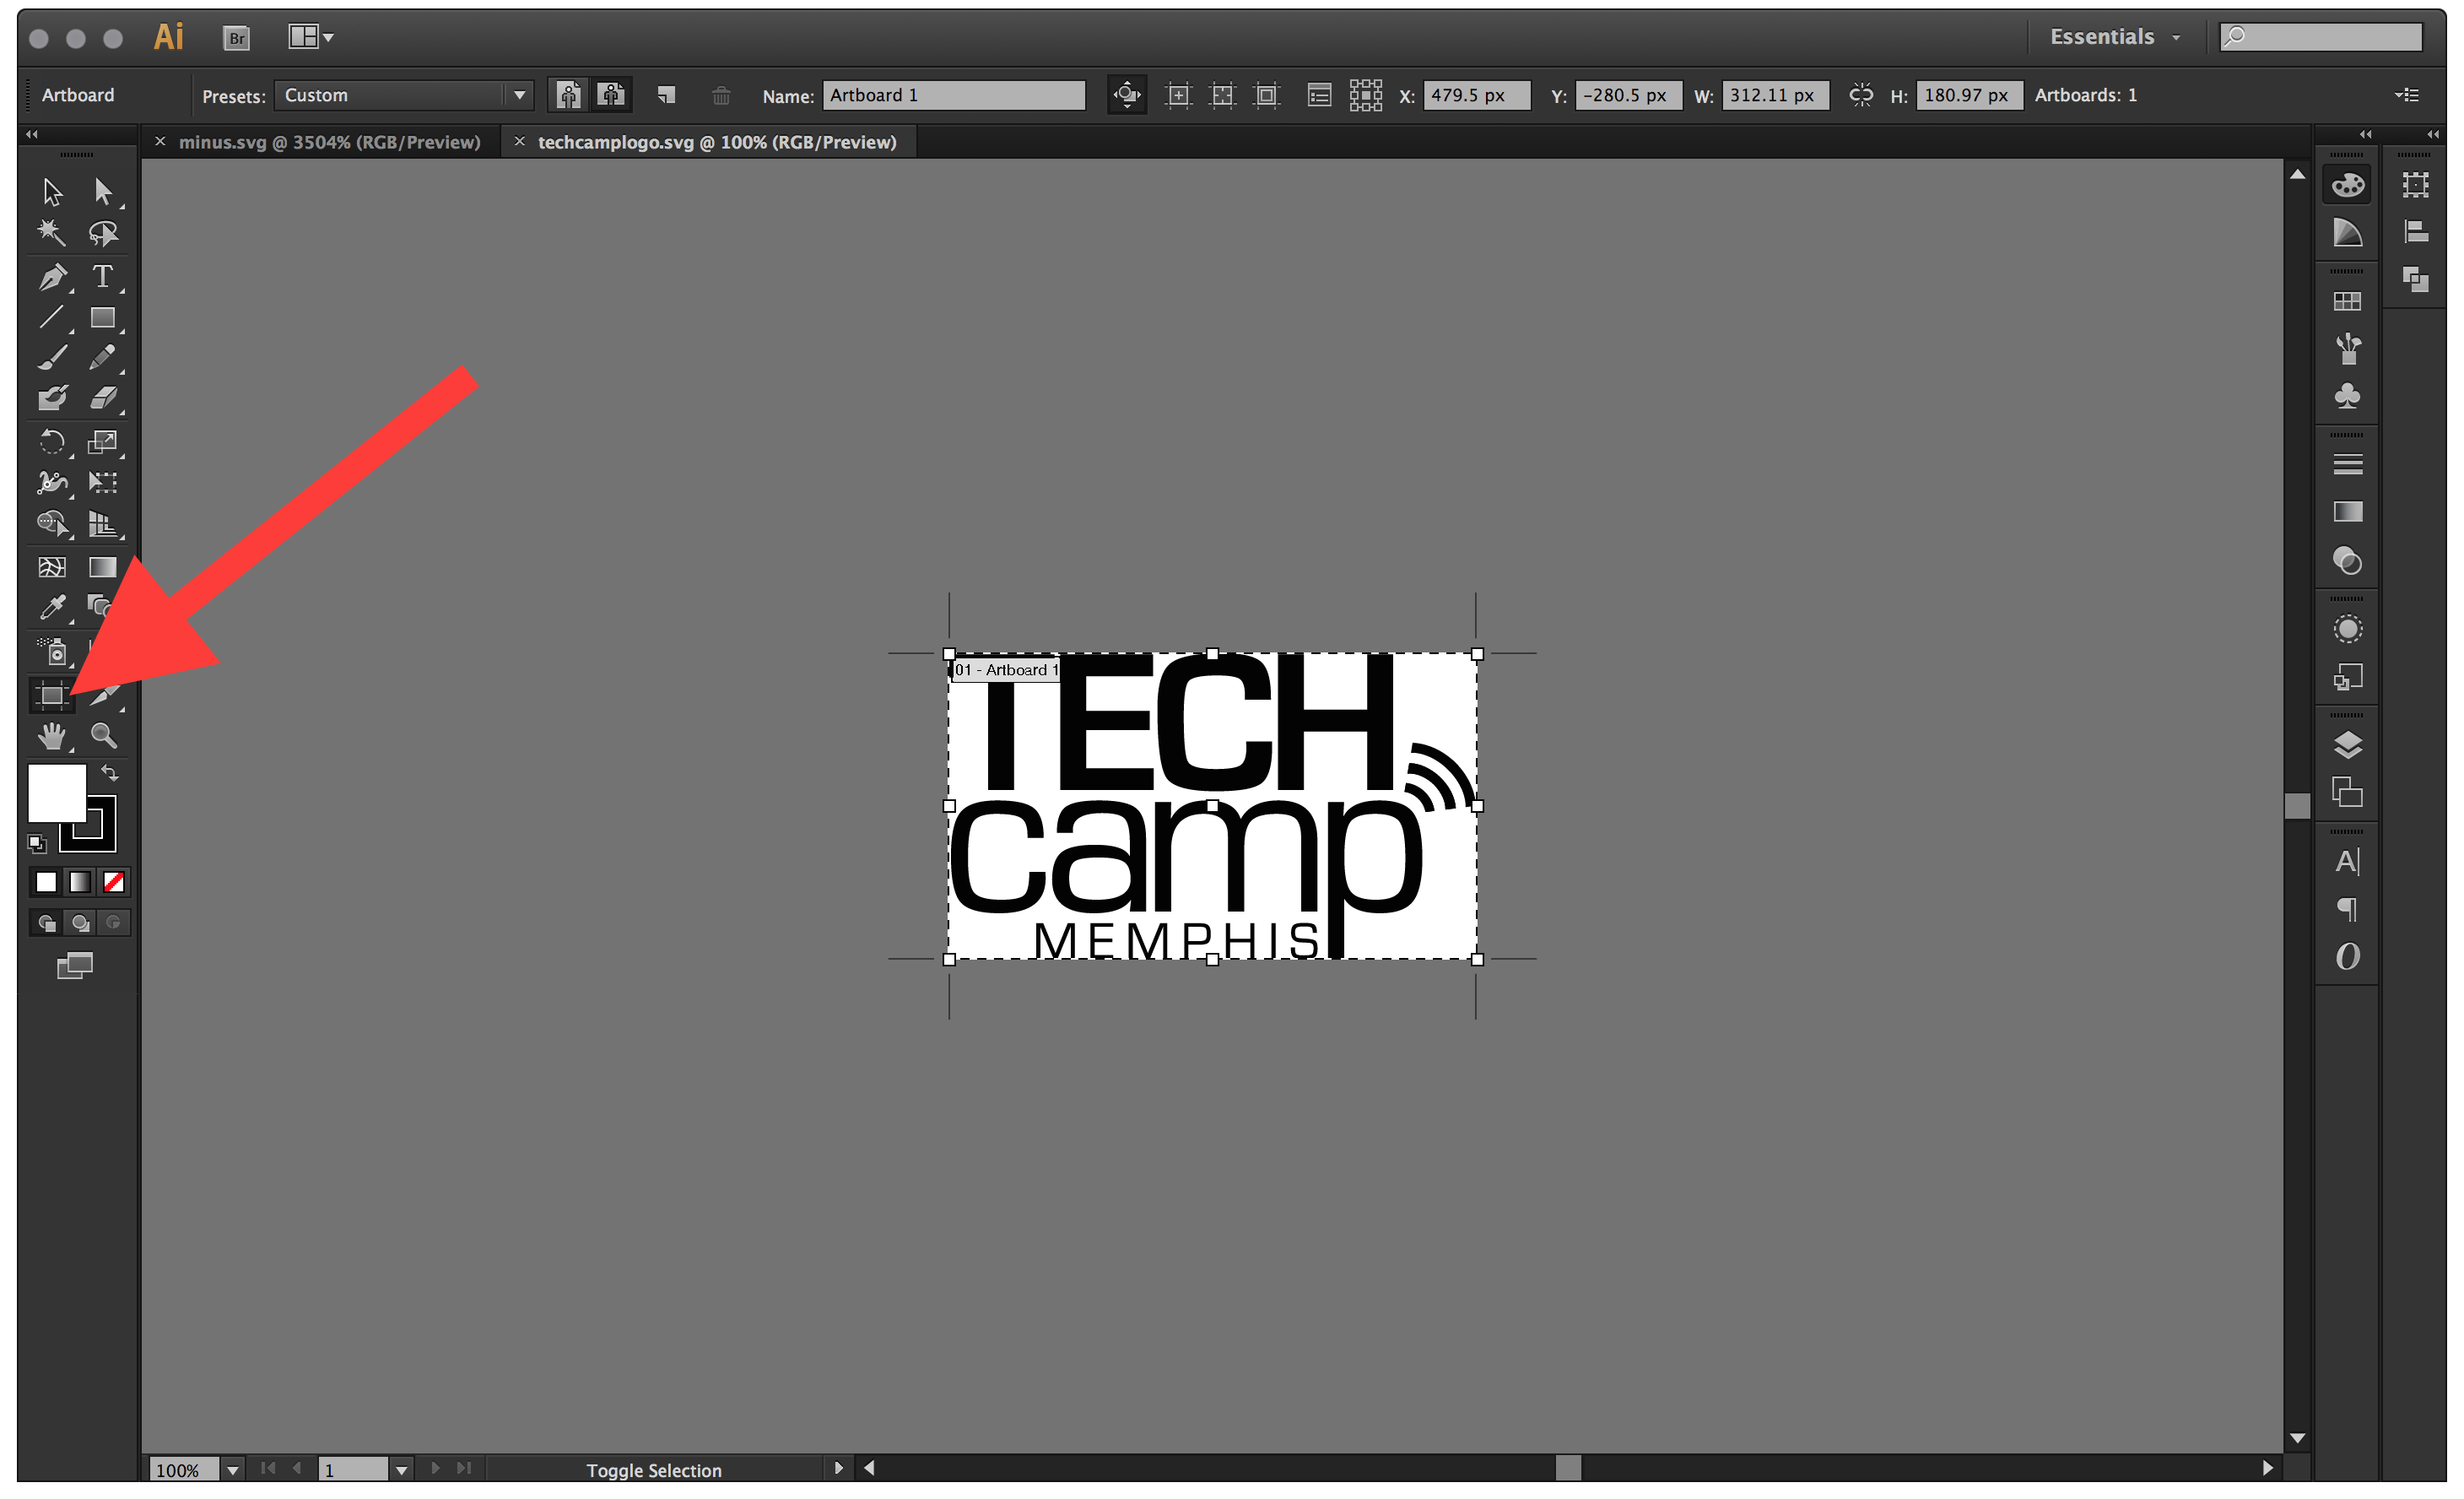 Ai
Br
Essentials
Artboard
Presets: Custom
Name: Artboard 1
X: 479.5 px
Y: -280.5 px
W: 312.11 px
H: 180.97 px
Artboards: 1
minus.svg @ 3504% (RGB/Preview)
techcamplogo.svg @ 100% (RGB/Preview)
T
01 - Artboard 1
TECH
camp
MEMPHIS
A
¶
O
100%
1
Toggle Selection